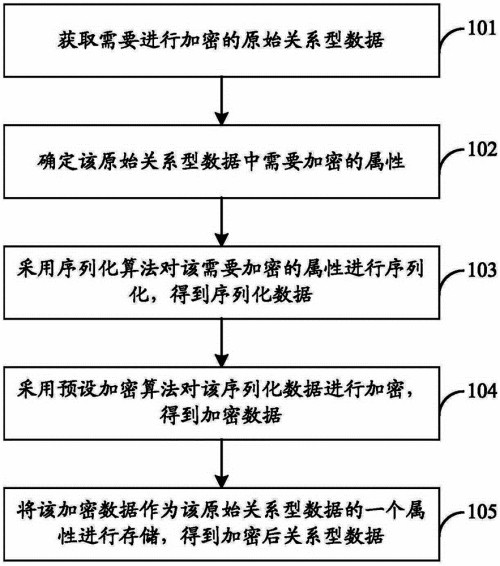 获取需要进行加密的原始关系型数据
101
确定该原始关系型数据中需要加密的属性
102
采用序列化算法对该需要加密的属性进行序列
化，得到序列化数据
103
采用预设加密算法对该序列化数据进行加密，
得到加密数据
104
将该加密数据作为该原始关系型数据的一个属
性进行存储，得到加密后关系型数据
105